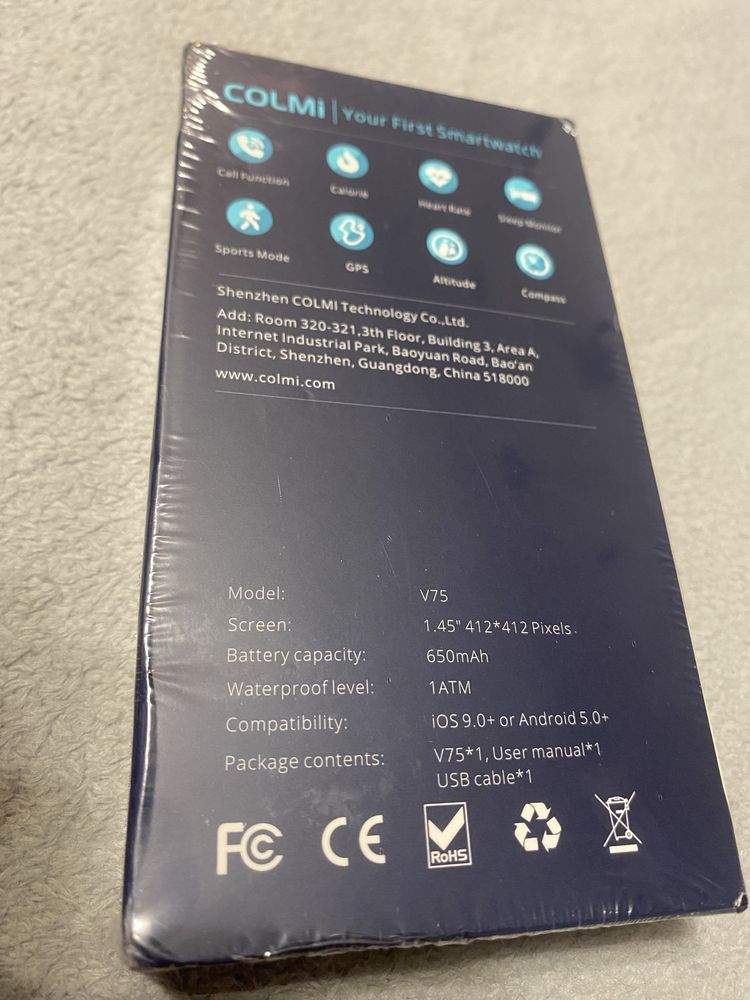 COLMi | Your First Smartwatch
Call Function Calorie Heart Rate Sleep Monitor
Sports Mode GPS Altitude Compass
Shenzhen COLMI Technology Co.,Ltd.
Add: Room 320-321,3th Floor, Building 3, Area A,
Internet Industrial Park, Baoyuan Road, Bao'an
District, Shenzhen, Guangdong, China 518000
www.colmi.com
Model: V75
Screen: 1.45" 412*412 Pixels
Battery capacity: 650mAh
Waterproof level: 1ATM
Compatibility: iOS 9.0+ or Android 5.0+
Package contents: V75*1, User manual*1
USB cable*1
FC CE RoHS